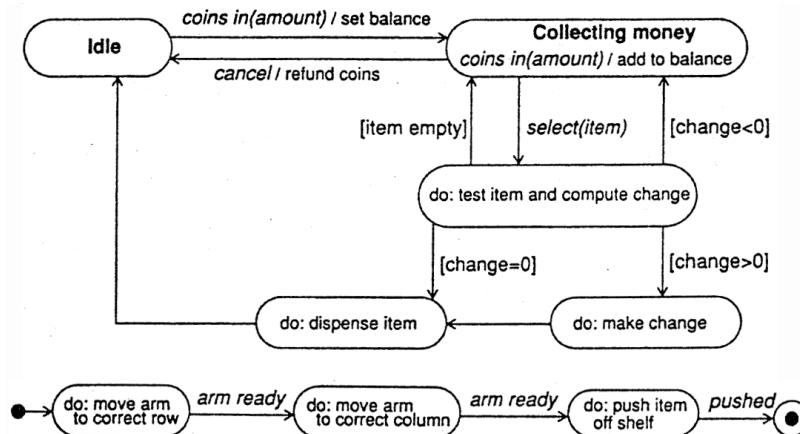 coins in(amount) / set balance
Idle
Collecting money
coins in(amount) / add to balance
cancel / refund coins
[item empty]
select(item)
[change<0]
do: test item and compute change
[change=0]
[change>0]
do: dispense item
do: make change
do: move arm
to correct row
arm ready
do: move arm
to correct column
arm ready
do: push item
off shelf
pushed